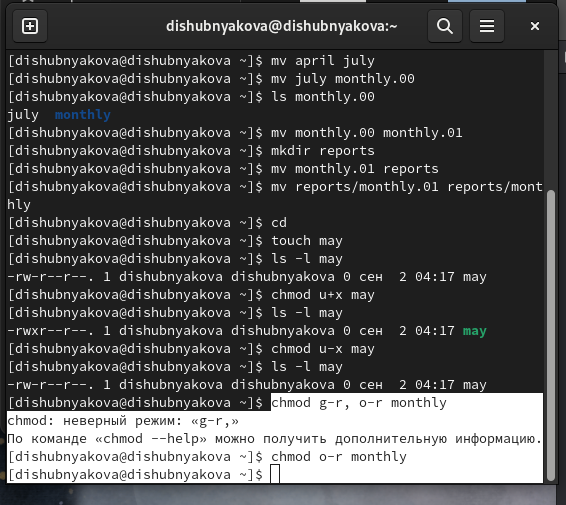 dishubnyakova@dishubnyakova:~
[dishubnyakova@dishubnyakova ~]$ mv april july
[dishubnyakova@dishubnyakova ~]$ mv july monthly.00
[dishubnyakova@dishubnyakova ~]$ ls monthly.00
july  monthly
[dishubnyakova@dishubnyakova ~]$ mv monthly.00 monthly.01
[dishubnyakova@dishubnyakova ~]$ mkdir reports
[dishubnyakova@dishubnyakova ~]$ mv monthly.01 reports
[dishubnyakova@dishubnyakova ~]$ mv reports/monthly.01 reports/mont
hly
[dishubnyakova@dishubnyakova ~]$ cd
[dishubnyakova@dishubnyakova ~]$ touch may
[dishubnyakova@dishubnyakova ~]$ ls -l may
-rw-r--r--. 1 dishubnyakova dishubnyakova 0 сен  2 04:17 may
[dishubnyakova@dishubnyakova ~]$ chmod u+x may
[dishubnyakova@dishubnyakova ~]$ ls -l may
-rwxr--r--. 1 dishubnyakova dishubnyakova 0 сен  2 04:17 may
[dishubnyakova@dishubnyakova ~]$ chmod u-x may
[dishubnyakova@dishubnyakova ~]$ ls -l may
-rw-r--r--. 1 dishubnyakova dishubnyakova 0 сен  2 04:17 may
[dishubnyakova@dishubnyakova ~]$ chmod g-r, o-r monthly
chmod: неверный режим: «g-r,»
По команде «chmod --help» можно получить дополнительную информацию.
[dishubnyakova@dishubnyakova ~]$ chmod o-r monthly
[dishubnyakova@dishubnyakova ~]$